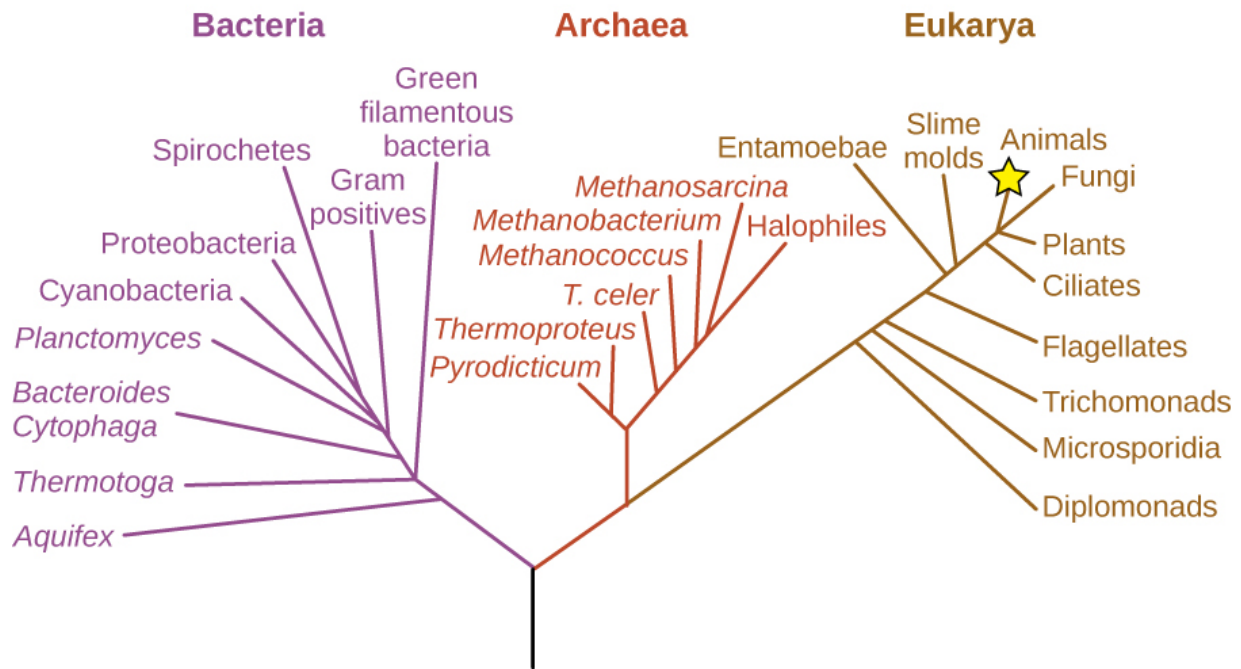 Bacteria
Archaea
Eukarya
Green
filamentous
bacteria
Spirochetes
Gram
positives
Proteobacteria
Cyanobacteria
Planctomyces
Bacteroides
Cytophaga
Thermotoga
Aquifex
Methanosarcina
Methanobacterium
Halophiles
Methanococcus
T. celer
Thermoproteus
Pyrodicticum
Entamoebae
Slime
molds
Animals
Fungi
Plants
Ciliates
Flagellates
Trichomonads
Microsporidia
Diplomonads